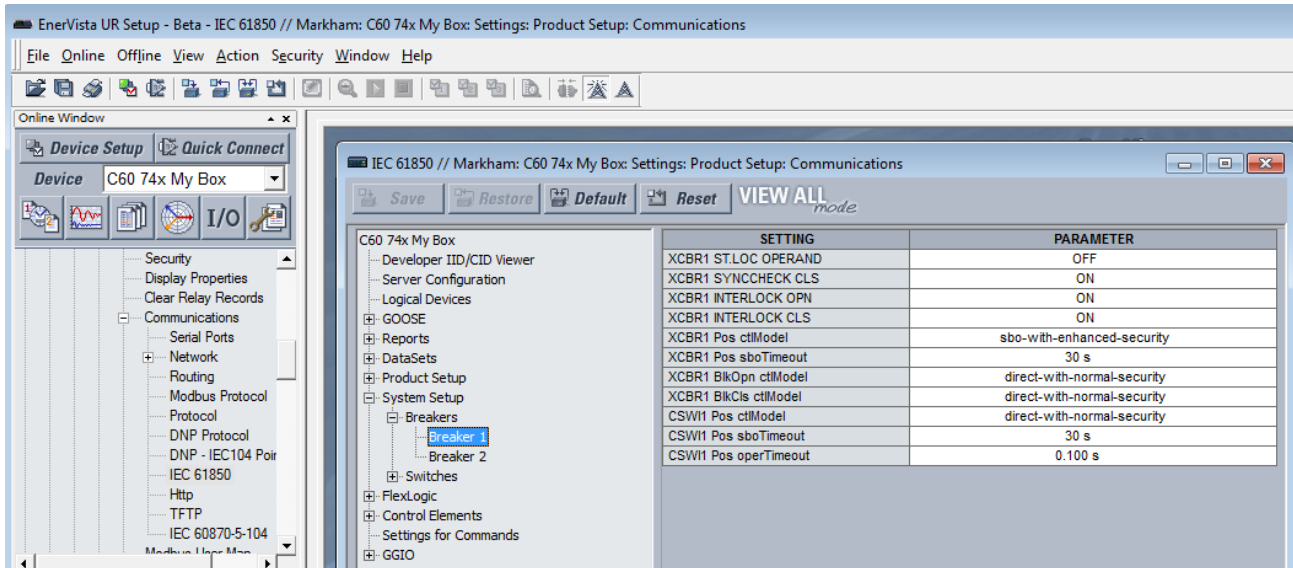 EnerVista UR Setup - Beta - IEC 61850 // Markham: C60 74x My Box: Settings: Product Setup: Communications
File Online Offline View Action Security Window Help
Online Window
Device Setup Quick Connect
Device C60 74x My Box
I/O
Security
Display Properties
Clear Relay Records
Communications
Serial Ports
Network
Routing
Modbus Protocol
Protocol
DNP Protocol
DNP - IEC104 Poir
IEC 61850
Http
TFTP
IEC 60870-5-104
Modbus User Map
IEC 61850 // Markham: C60 74x My Box: Settings: Product Setup: Communications
Save Restore Default Reset VIEW ALL mode
C60 74x My Box
Developer IID/CID Viewer
Server Configuration
Logical Devices
GOOSE
Reports
DataSets
Product Setup
System Setup
Breakers
Breaker 1
Breaker 2
Switches
FlexLogic
Control Elements
Settings for Commands
GGIO
SETTING PARAMETER
XCBR1 ST.LOC OPERAND OFF
XCBR1 SYNCCHECK CLS ON
XCBR1 INTERLOCK OPN ON
XCBR1 INTERLOCK CLS ON
XCBR1 Pos ctlModel sbo-with-enhanced-security
XCBR1 Pos sboTimeout 30 s
XCBR1 BlkOpn ctlModel direct-with-normal-security
XCBR1 BlkCls ctlModel direct-with-normal-security
CSWI1 Pos ctlModel direct-with-normal-security
CSWI1 Pos sboTimeout 30 s
CSWI1 Pos operTimeout 0.100 s